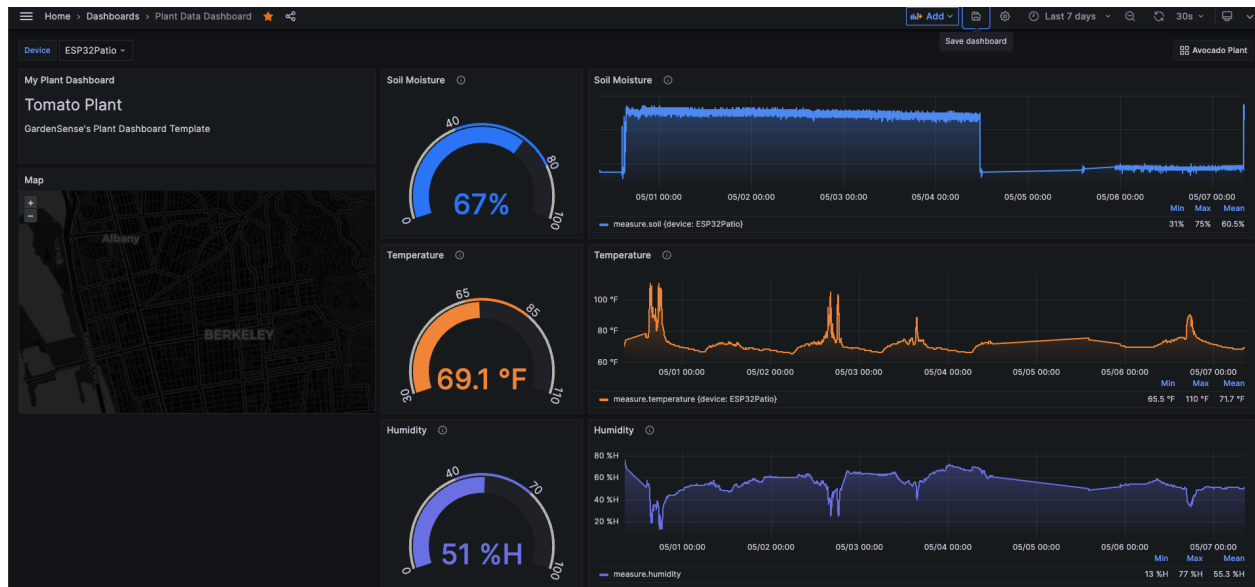 Home › Dashboards › Plant Data Dashboard
Add
Last 7 days
30s
Save dashboard
Device
ESP32Patio
Avocado Plant
My Plant Dashboard
Tomato Plant
GardenSense's Plant Dashboard Template
Map
+
−
Albany
BERKELEY
Soil Moisture
0
40
80
100
67%
Soil Moisture
05/01 00:00 05/02 00:00 05/03 00:00 05/04 00:00 05/05 00:00 05/06 00:00 05/07 00:00
Min Max Mean
measure.soil {device: ESP32Patio} 31% 75% 60.5%
Temperature
30
65
85
110
69.1 °F
Temperature
100 °F
80 °F
60 °F
05/01 00:00 05/02 00:00 05/03 00:00 05/04 00:00 05/05 00:00 05/06 00:00 05/07 00:00
Min Max Mean
measure.temperature {device: ESP32Patio} 65.5 °F 110 °F 71.7 °F
Humidity
0
40
70
100
51 %H
Humidity
80 %H
60 %H
40 %H
20 %H
05/01 00:00 05/02 00:00 05/03 00:00 05/04 00:00 05/05 00:00 05/06 00:00 05/07 00:00
Min Max Mean
measure.humidity 13 %H 77 %H 55.3 %H